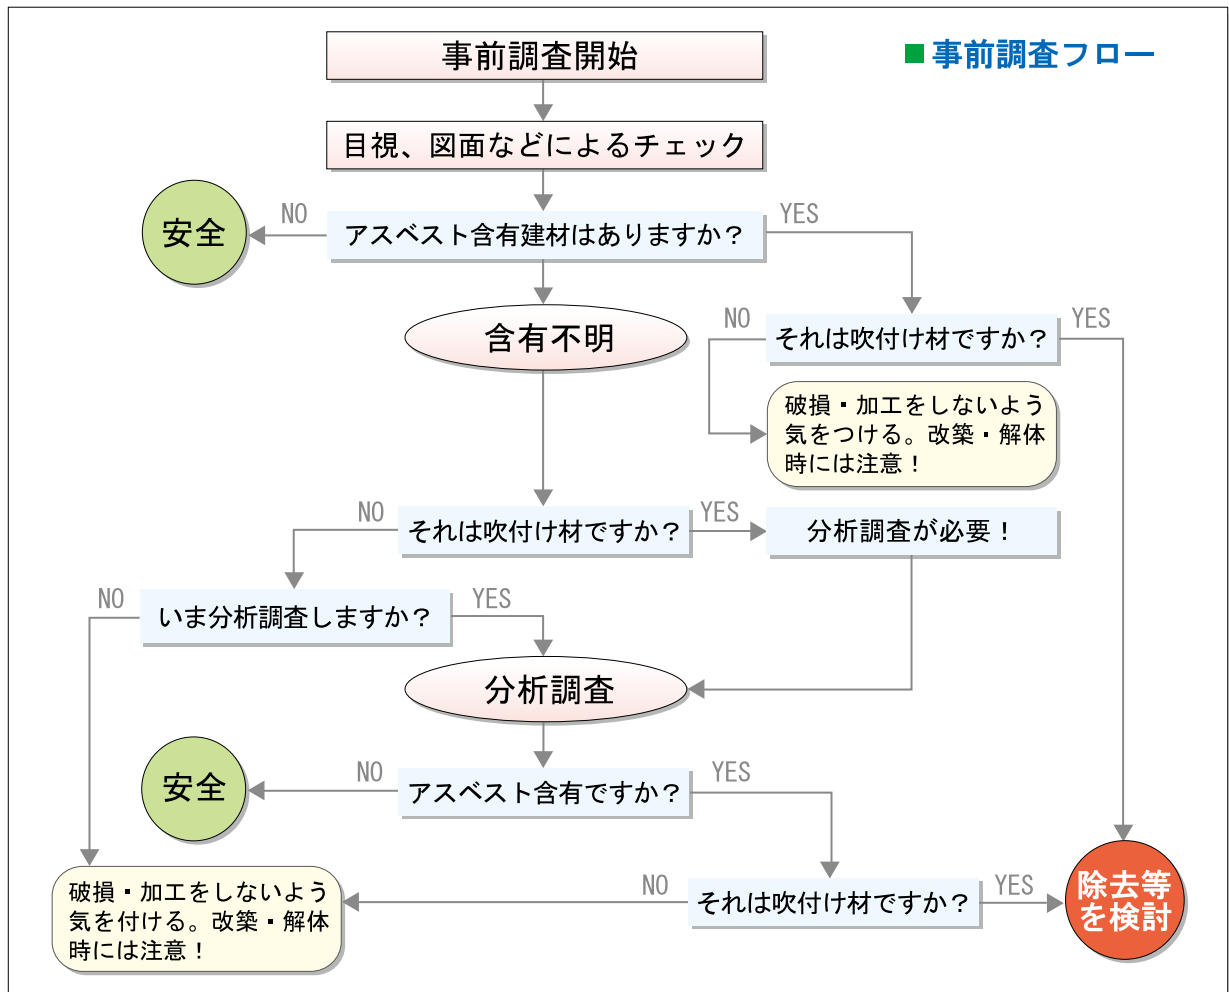 ■事前調査フロー
事前調査開始
目視、図面などによるチェック
アスベスト含有建材はありますか？
NO
YES
安全
含有不明
それは吹付け材ですか？
NO
YES
破損・加工をしないよう
気をつける。改築・解体
時には注意！
それは吹付け材ですか？
NO
YES
分析調査が必要！
いま分析調査しますか？
NO
YES
分析調査
アスベスト含有ですか？
NO
YES
安全
それは吹付け材ですか？
NO
YES
破損・加工をしないよう
気を付ける。改築・解体
時には注意！
除去等
を検討